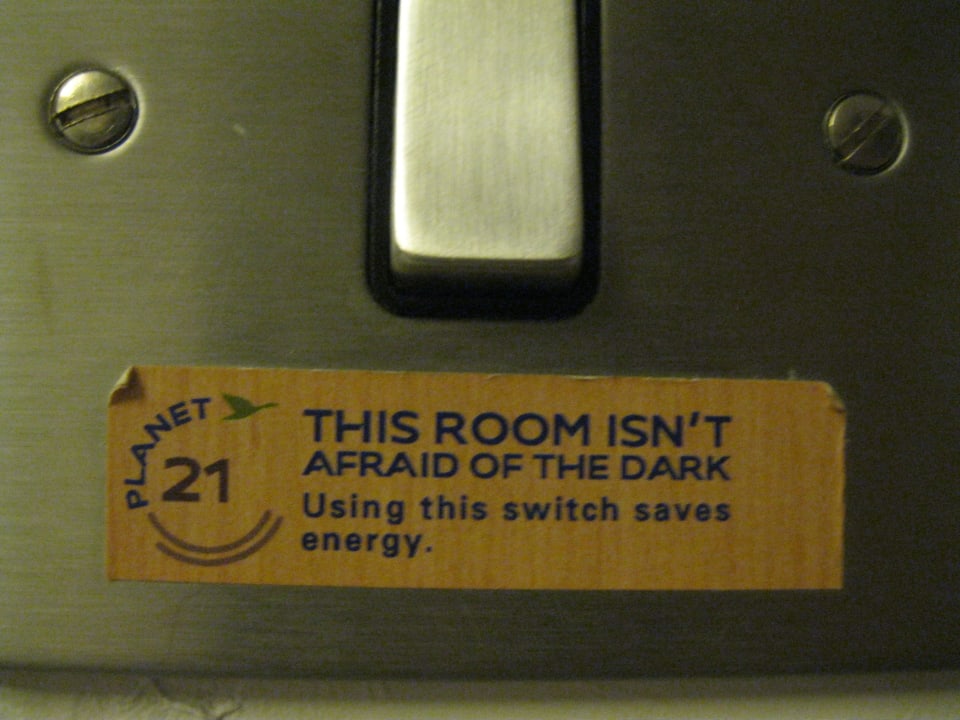 PLANET
21
THIS ROOM ISN'T
AFRAID OF THE DARK
Using this switch saves
energy.